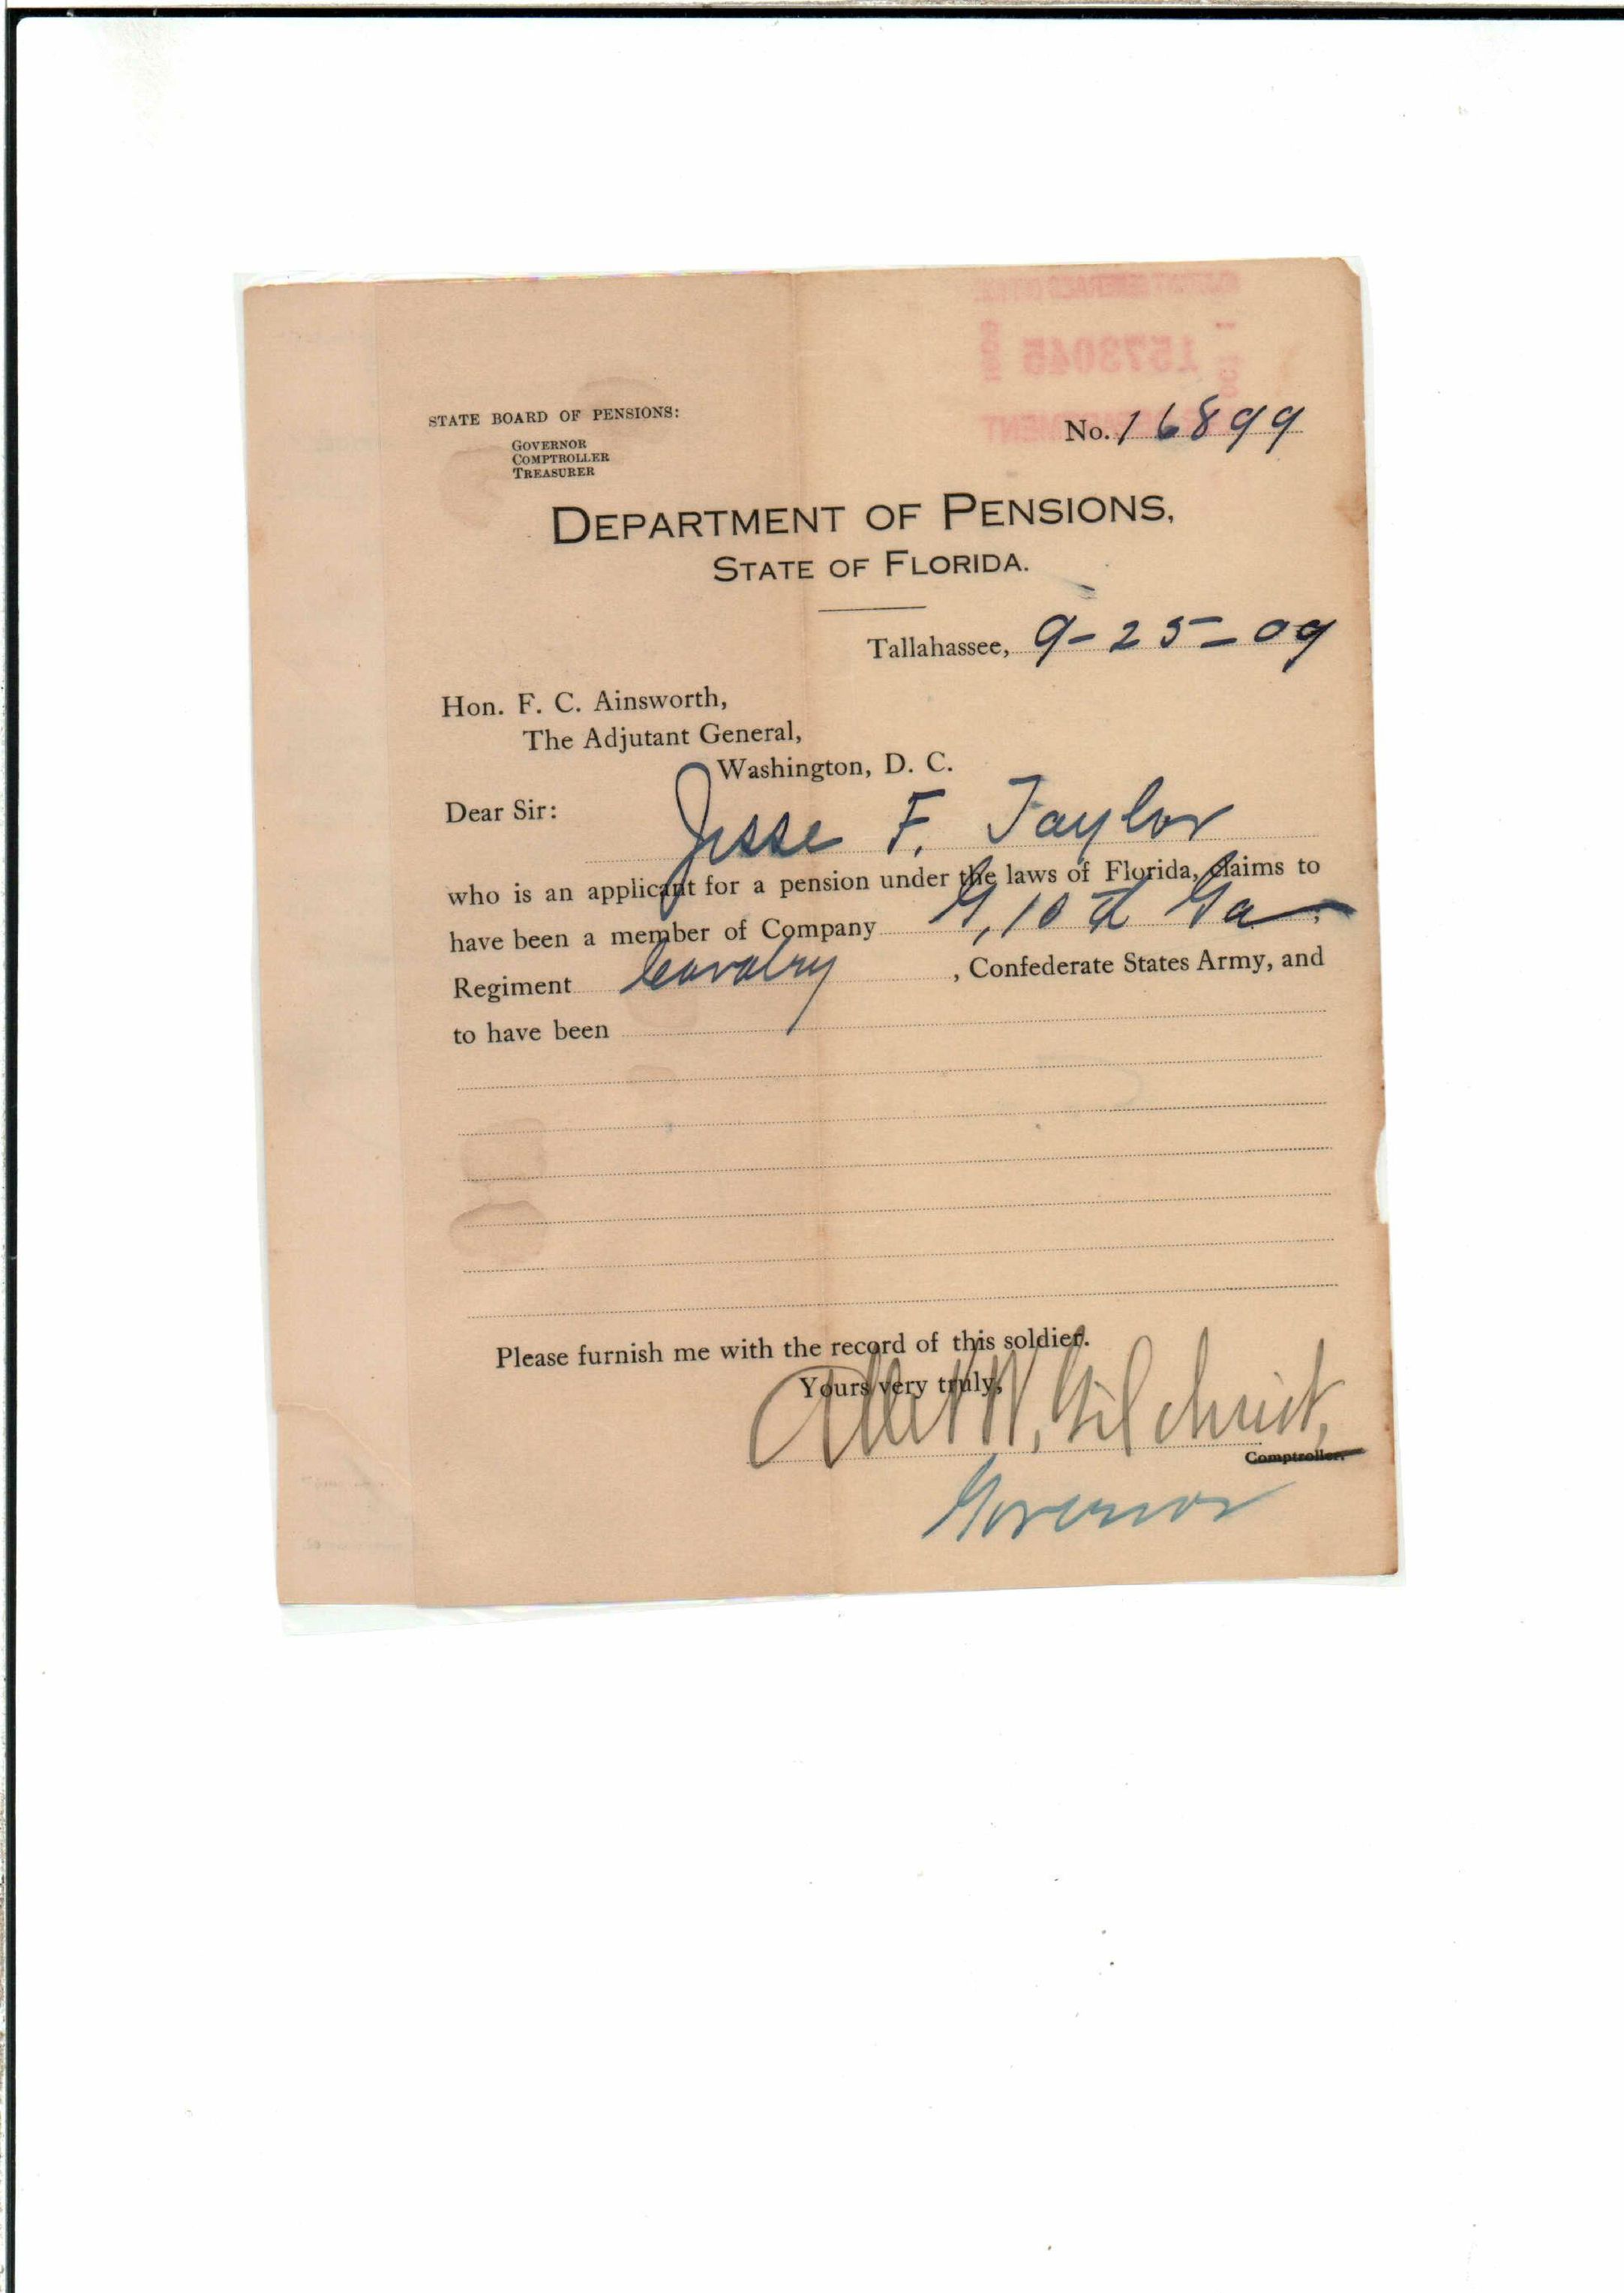 STATE BOARD OF PENSIONS:
GOVERNOR
COMPTROLLER
TREASURER
No. 16899
DEPARTMENT OF PENSIONS,
STATE OF FLORIDA.
Tallahassee, 9-25-09
Hon. F. C. Ainsworth,
The Adjutant General,
Washington, D. C.
Dear Sir:
Jesse F. Taylor
who is an applicant for a pension under the laws of Florida, claims to
have been a member of Company G, 10th Ga
Regiment Cavalry, Confederate States Army, and
to have been
Please furnish me with the record of this soldier.
Yours very truly,
Albert W. Gilchrist,
Comptroller.
Governor
1573045